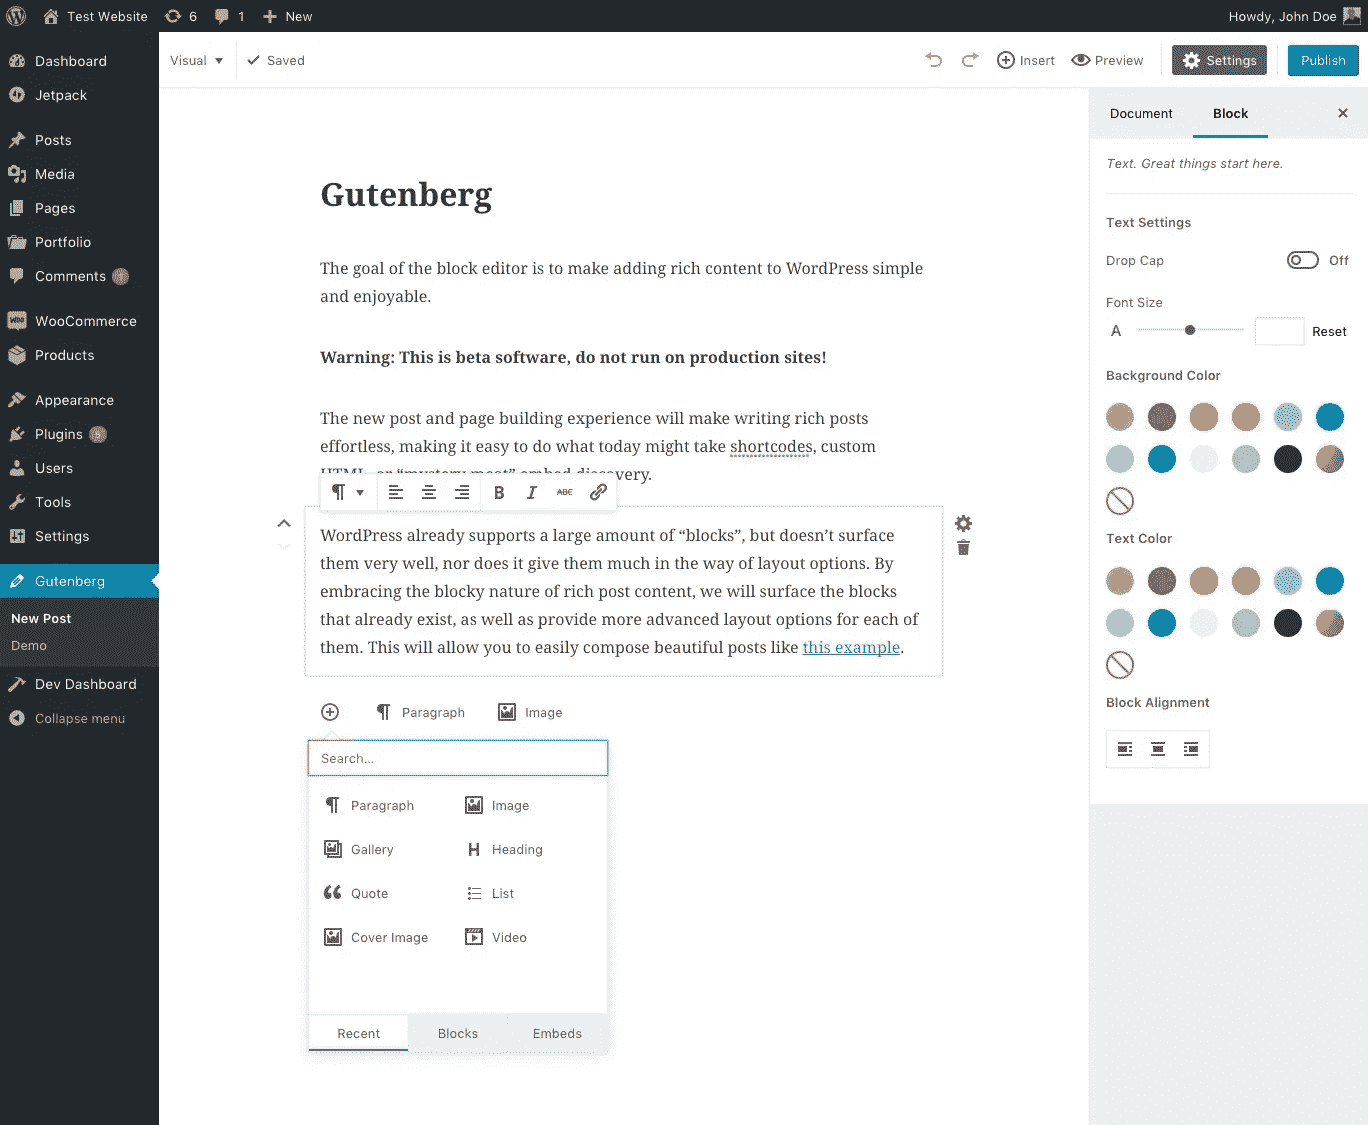 Test Website 6 1 New Howdy, John Doe
Visual Saved Insert Preview Settings Publish
Dashboard
Jetpack
Posts
Media
Pages
Portfolio
Comments
WooCommerce
Products
Appearance
Plugins
Users
Tools
Settings
Gutenberg
New Post
Demo
Dev Dashboard
Collapse menu
Gutenberg
The goal of the block editor is to make adding rich content to WordPress simple
and enjoyable.
Warning: This is beta software, do not run on production sites!
The new post and page building experience will make writing rich posts
effortless, making it easy to do what today might take shortcodes, custom
HTML, or “mystery meat” embed discovery.
B I ABC
WordPress already supports a large amount of “blocks”, but doesn’t surface
them very well, nor does it give them much in the way of layout options. By
embracing the blocky nature of rich post content, we will surface the blocks
that already exist, as well as provide more advanced layout options for each of
them. This will allow you to easily compose beautiful posts like this example.
Paragraph Image
Search...
Paragraph Image
Gallery Heading
Quote List
Cover Image Video
Recent Blocks Embeds
Document Block
Text. Great things start here.
Text Settings
Drop Cap Off
Font Size
A Reset
Background Color
Text Color
Block Alignment